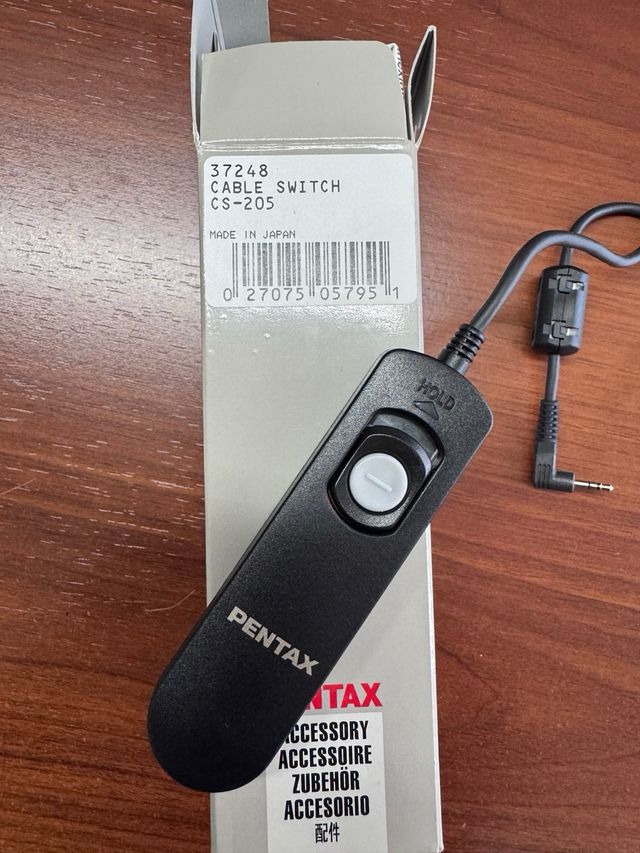 37248
CABLE SWITCH
CS-205
MADE IN JAPAN
0 27075 05795 1
HOLD
PENTAX
NTAX
ACCESSORY
ACCESSOIRE
ZUBEHÖR
ACCESORIO
配件